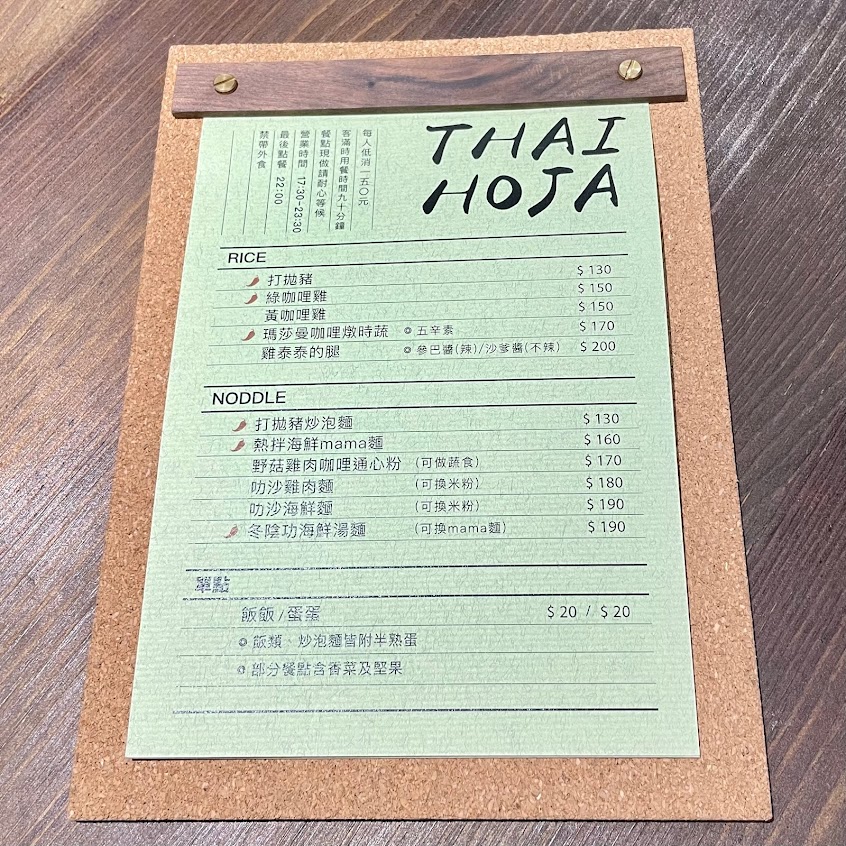 THAI
HOJA
每人低消一五〇元
客滿時用餐時間九十分鐘
餐點現做請耐心等候
營業時間 17:30-23:30
最後點餐 22:00
禁帶外食
RICE
打拋豬 $130
綠咖哩雞 $150
黃咖哩雞 $150
瑪莎曼咖哩燉時蔬 ◎ 五辛素 $170
雞泰泰的腿 ◎ 參巴醬(辣)/沙爹醬(不辣) $200
NODDLE
打拋豬炒泡麵 $130
熱拌海鮮mama麵 $160
野菇雞肉咖哩通心粉 (可做蔬食) $170
叻沙雞肉麵 (可換米粉) $180
叻沙海鮮麵 (可換米粉) $190
冬陰功海鮮湯麵 (可換mama麵) $190
單點
飯飯/蛋蛋 $20 / $20
◎ 飯類、炒泡麵皆附半熟蛋
◎ 部分餐點含香菜及堅果